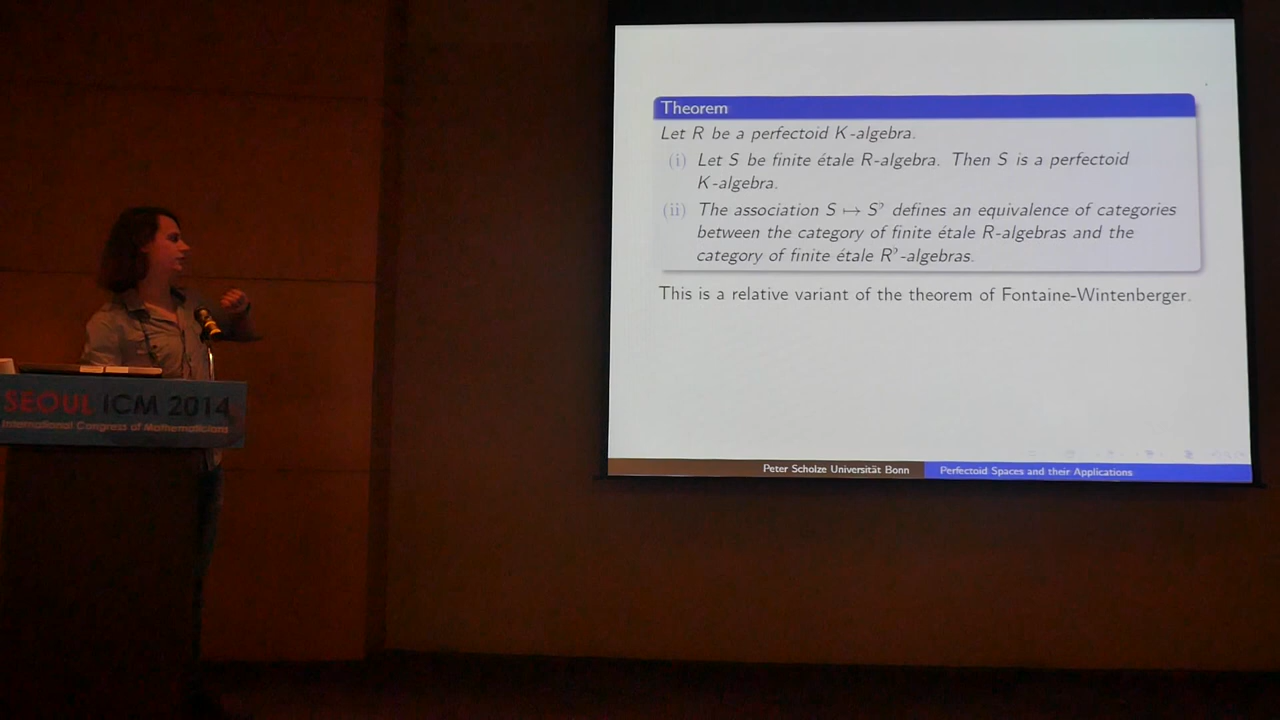 Theorem
Let R be a perfectoid K-algebra.
(i) Let S be finite étale R-algebra. Then S is a perfectoid
K-algebra.
(ii) The association S ↦ S♭ defines an equivalence of categories
between the category of finite étale R-algebras and the
category of finite étale R♭-algebras.
This is a relative variant of the theorem of Fontaine-Wintenberger.
Peter Scholze Universität Bonn
Perfectoid Spaces and their Applications
SEOUL ICM 2014
International Congress of Mathematicians